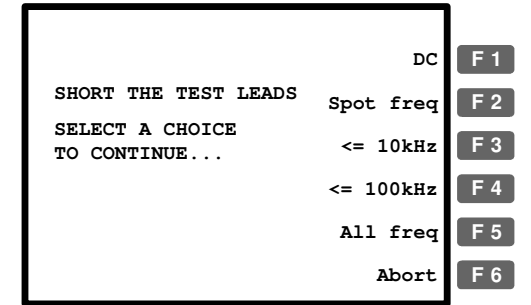 DC F 1
SHORT THE TEST LEADS
Spot freq F 2
SELECT A CHOICE
TO CONTINUE...
<= 10kHz F 3
<= 100kHz F 4
All freq F 5
Abort F 6